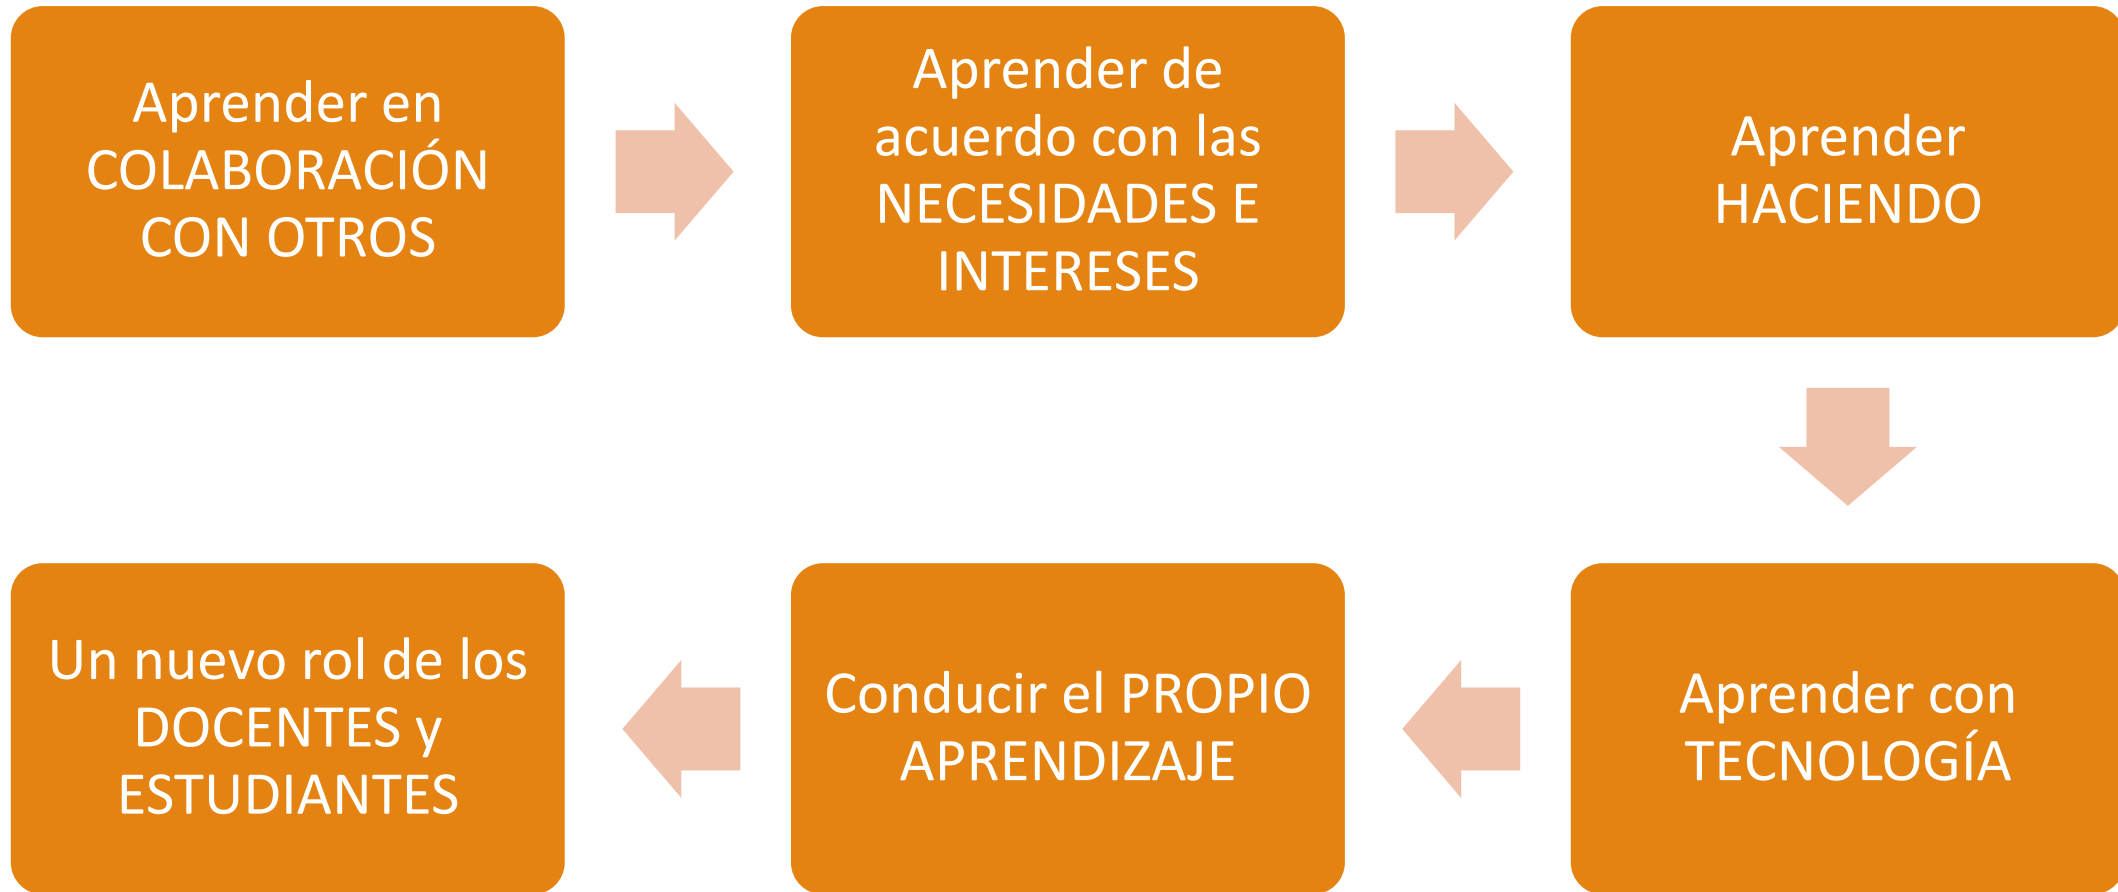 Aprender en
COLABORACIÓN
CON OTROS
Aprender de
acuerdo con las
NECESIDADES E
INTERESES
Aprender
HACIENDO
Aprender con
TECNOLOGÍA
Conducir el PROPIO
APRENDIZAJE
Un nuevo rol de los
DOCENTES y
ESTUDIANTES